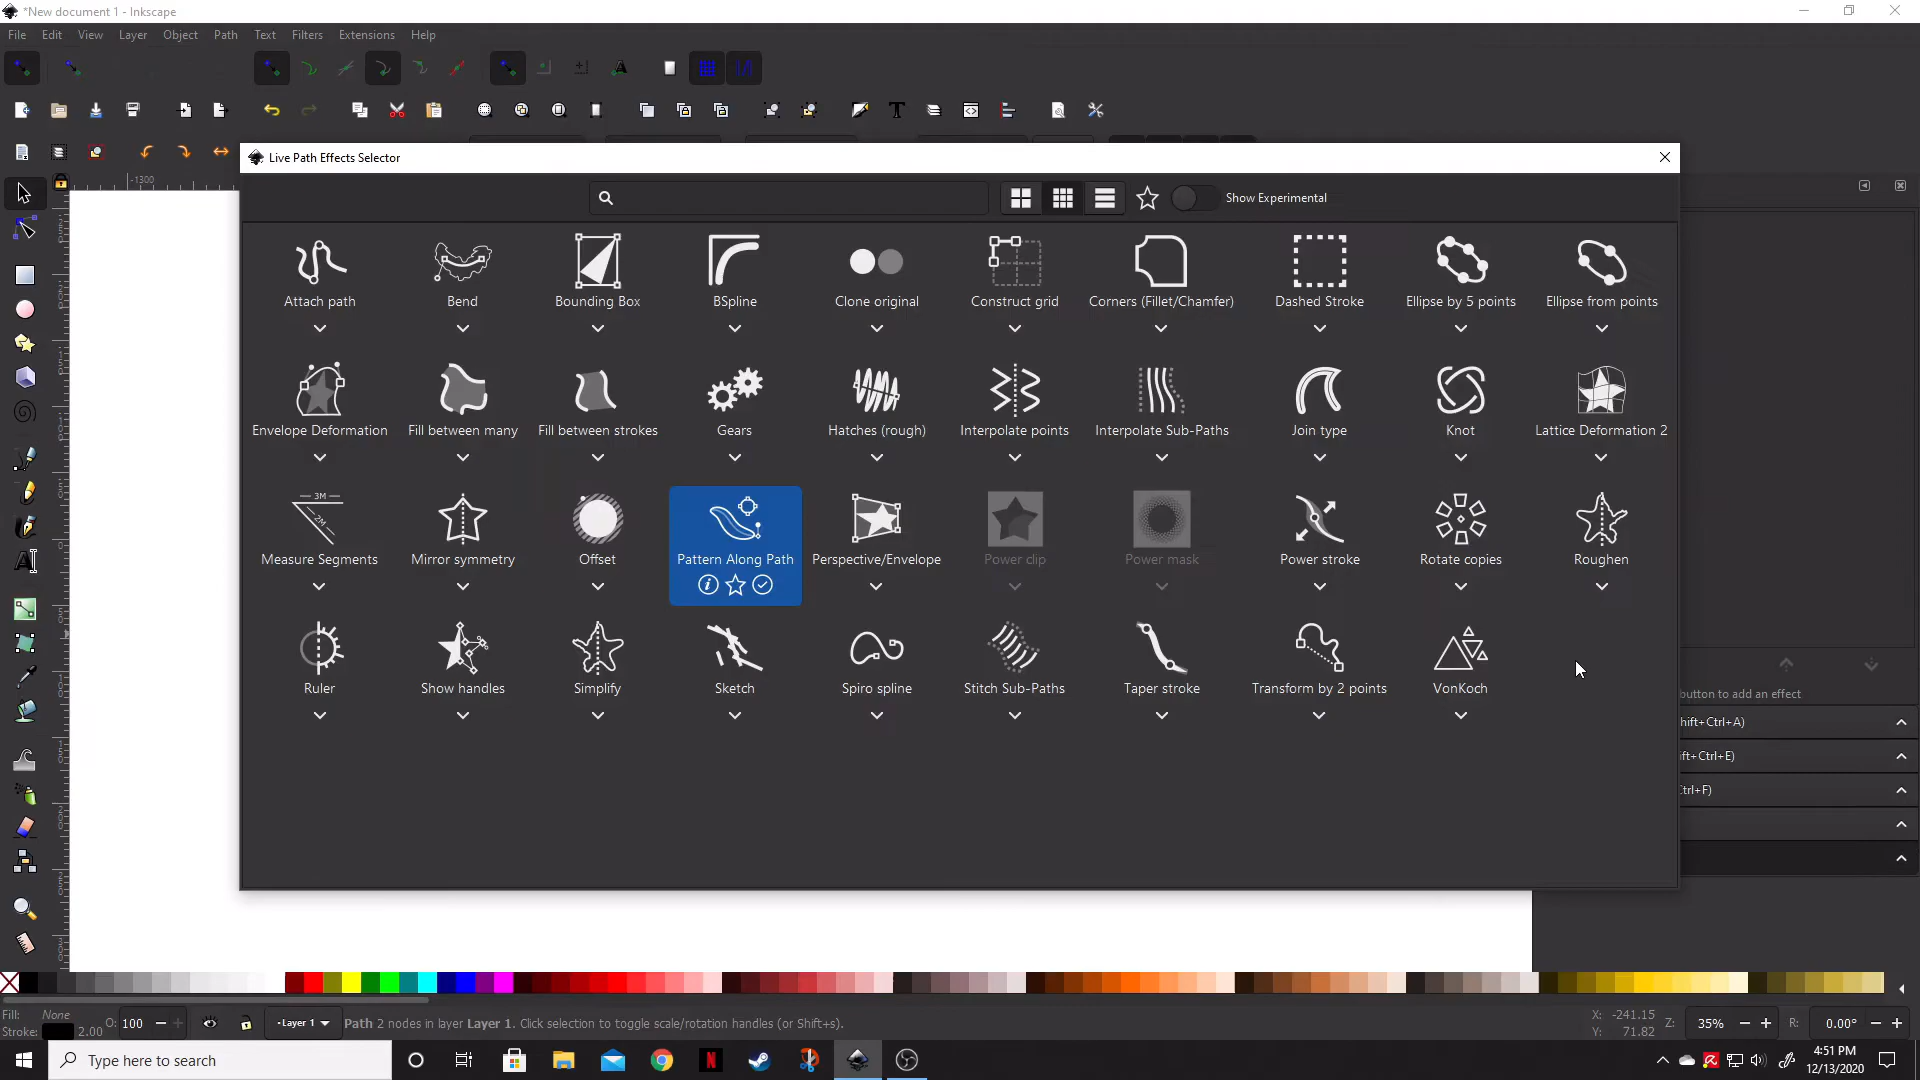 *New document 1 - Inkscape
File Edit View Layer Object Path Text Filters Extensions Help
Live Path Effects Selector
-1300
Show Experimental
Attach path Bend Bounding Box BSpline Clone original Construct grid Corners (Fillet/Chamfer) Dashed Stroke Ellipse by 5 points Ellipse from points
Envelope Deformation Fill between many Fill between strokes Gears Hatches (rough) Interpolate points Interpolate Sub-Paths Join type Knot Lattice Deformation 2
3M
2M
Measure Segments Mirror symmetry Offset Pattern Along Path Perspective/Envelope Power clip Power mask Power stroke Rotate copies Roughen
Ruler Show handles Simplify Sketch Spiro spline Stitch Sub-Paths Taper stroke Transform by 2 points VonKoch
button to add an effect
hift+Ctrl+A)
ift+Ctrl+E)
Ctrl+F)
Fill: None
Stroke: 2.00 O: 100 -Layer 1 Path 2 nodes in layer Layer 1. Click selection to toggle scale/rotation handles (or Shift+s).
X: -241.15
Y: 71.82
Z: 35% R: 0.00°
Type here to search
4:51 PM
12/13/2020